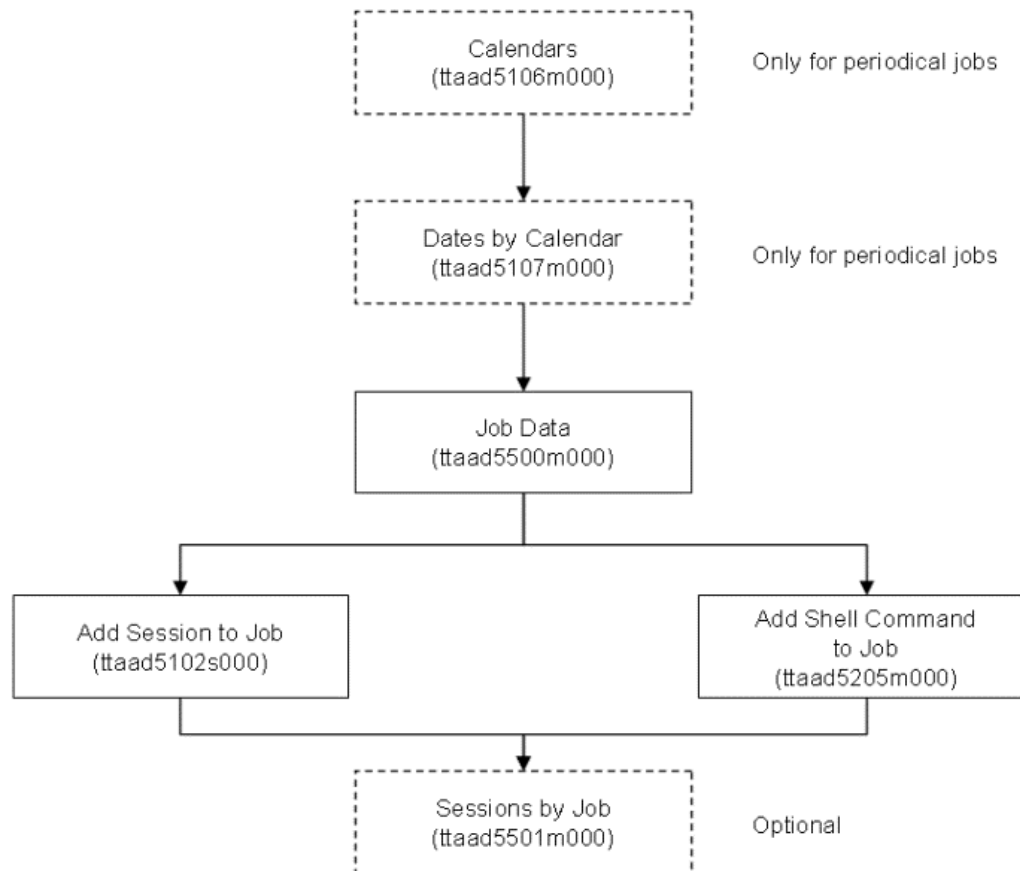 Calendars
(ttaad5106m000)
Only for periodical jobs
Dates by Calendar
(ttaad5107m000)
Only for periodical jobs
Job Data
(ttaad5500m000)
Add Session to Job
(ttaad5102s000)
Add Shell Command
to Job
(ttaad5205m000)
Sessions by Job
(ttaad5501m000)
Optional